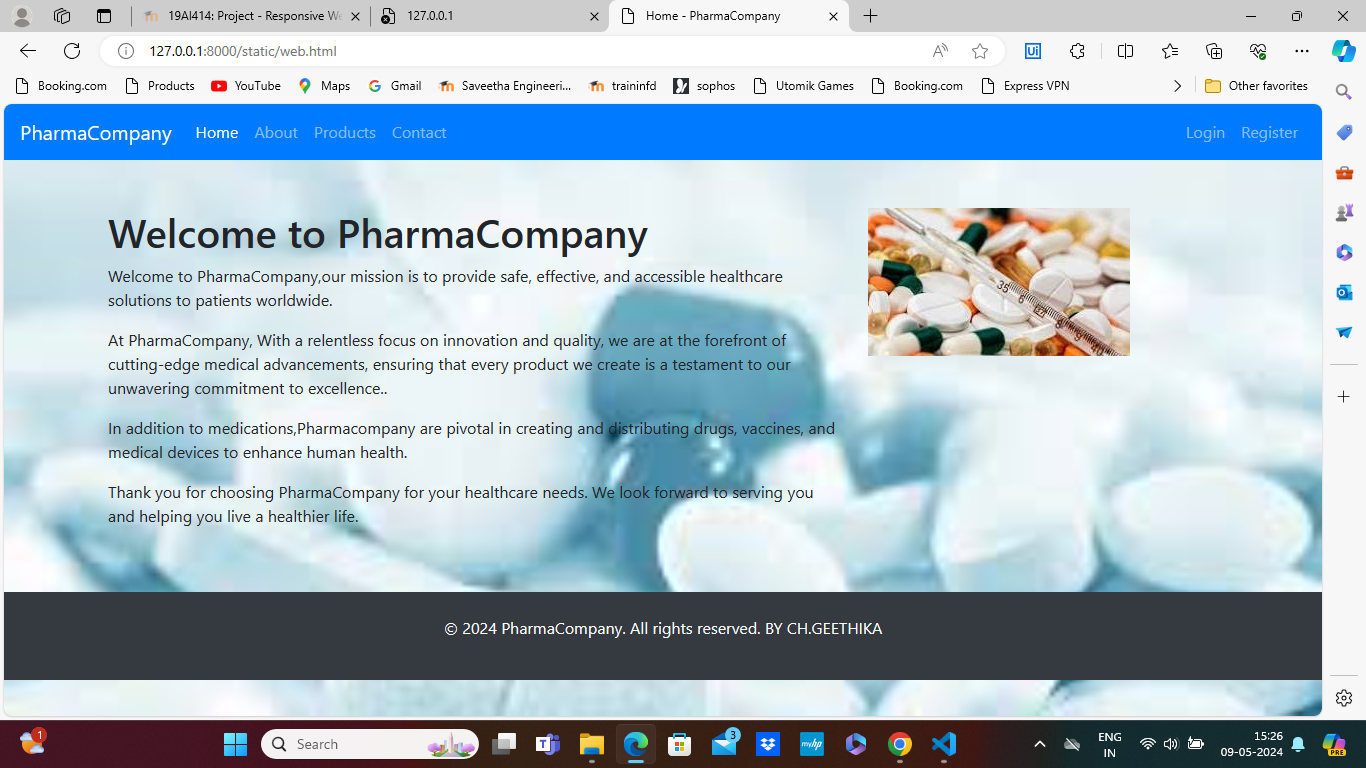 19AI414: Project - Responsive We
127.0.0.1
Home - PharmaCompany
127.0.0.1:8000/static/web.html
Booking.com
Products
YouTube
Maps
Gmail
Saveetha Engineeri...
traininfd
sophos
Utomik Games
Booking.com
Express VPN
Other favorites
PharmaCompany
Home
About
Products
Contact
Login
Register
Welcome to PharmaCompany
Welcome to PharmaCompany,our mission is to provide safe, effective, and accessible healthcare
solutions to patients worldwide.
At PharmaCompany, With a relentless focus on innovation and quality, we are at the forefront of
cutting-edge medical advancements, ensuring that every product we create is a testament to our
unwavering commitment to excellence..
In addition to medications,Pharmacompany are pivotal in creating and distributing drugs, vaccines, and
medical devices to enhance human health.
Thank you for choosing PharmaCompany for your healthcare needs. We look forward to serving you
and helping you live a healthier life.
© 2024 PharmaCompany. All rights reserved. BY CH.GEETHIKA
1
Search
3
myhp
ENG
IN
15:26
09-05-2024
PRE